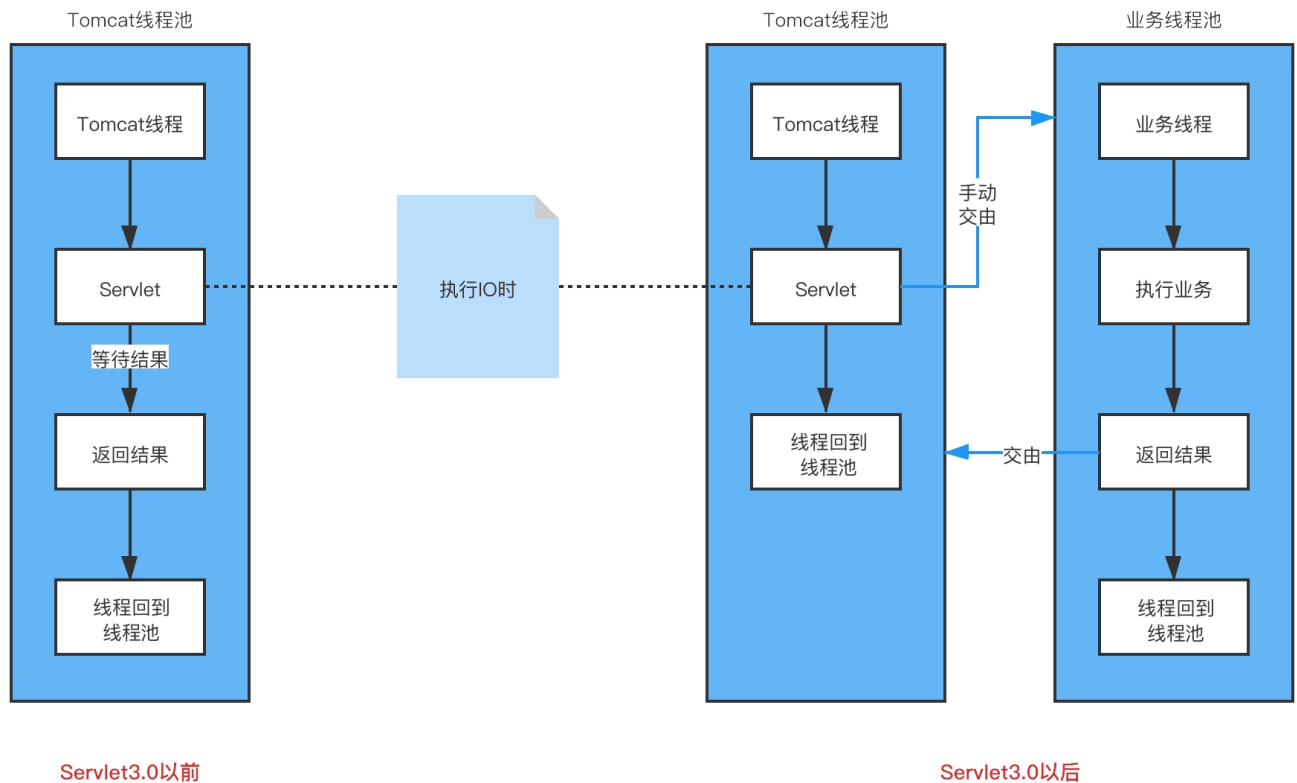 Tomcat线程池
Tomcat线程
Servlet
等待结果
返回结果
线程回到
线程池
执行IO时
Tomcat线程池
Tomcat线程
Servlet
线程回到
线程池
手动
交由
交由
业务线程池
业务线程
执行业务
返回结果
线程回到
线程池
Servlet3.0以前
Servlet3.0以后